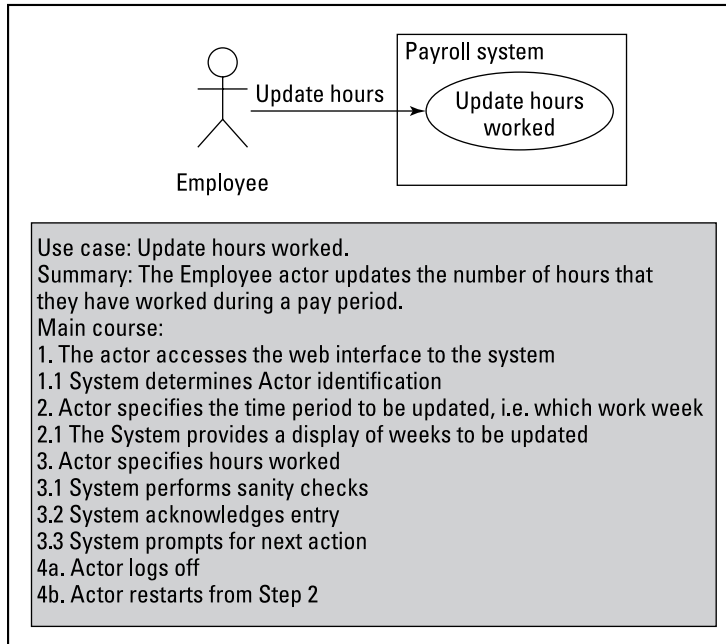 Payroll system
Update hours
Update hours
worked
Employee
Use case: Update hours worked.
Summary: The Employee actor updates the number of hours that
they have worked during a pay period.
Main course:
1. The actor accesses the web interface to the system
1.1 System determines Actor identification
2. Actor specifies the time period to be updated, i.e. which work week
2.1 The System provides a display of weeks to be updated
3. Actor specifies hours worked
3.1 System performs sanity checks
3.2 System acknowledges entry
3.3 System prompts for next action
4a. Actor logs off
4b. Actor restarts from Step 2